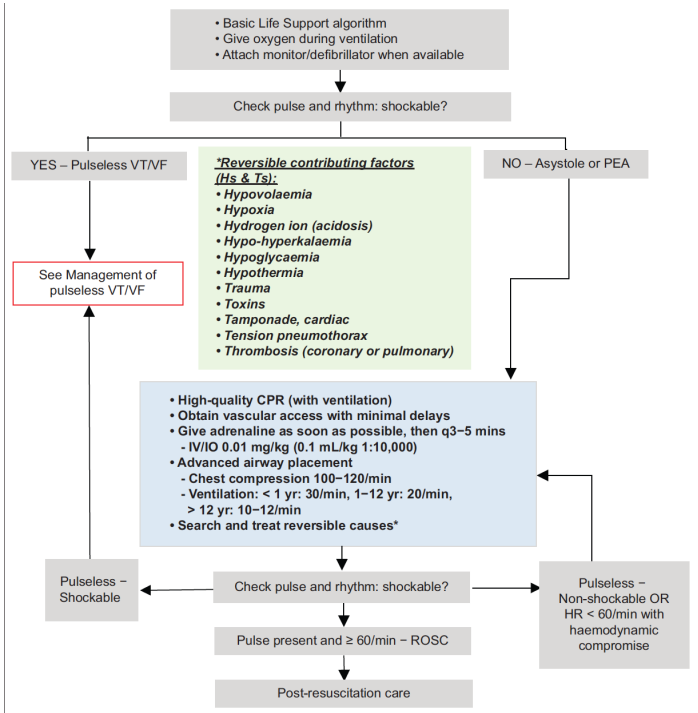 • Basic Life Support algorithm
• Give oxygen during ventilation
• Attach monitor/defibrillator when available
Check pulse and rhythm: shockable?
YES – Pulseless VT/VF
NO – Asystole or PEA
*Reversible contributing factors
(Hs & Ts):
• Hypovolaemia
• Hypoxia
• Hydrogen ion (acidosis)
• Hypo-hyperkalaemia
• Hypoglycaemia
• Hypothermia
• Trauma
• Toxins
• Tamponade, cardiac
• Tension pneumothorax
• Thrombosis (coronary or pulmonary)
See Management of
pulseless VT/VF
• High-quality CPR (with ventilation)
• Obtain vascular access with minimal delays
• Give adrenaline as soon as possible, then q3−5 mins
- IV/IO 0.01 mg/kg (0.1 mL/kg 1:10,000)
• Advanced airway placement
- Chest compression 100−120/min
- Ventilation: < 1 yr: 30/min, 1−12 yr: 20/min,
> 12 yr: 10−12/min
• Search and treat reversible causes*
Pulseless −
Shockable
Check pulse and rhythm: shockable?
Pulseless −
Non-shockable OR
HR < 60/min with
haemodynamic
compromise
Pulse present and ≥ 60/min − ROSC
Post-resuscitation care